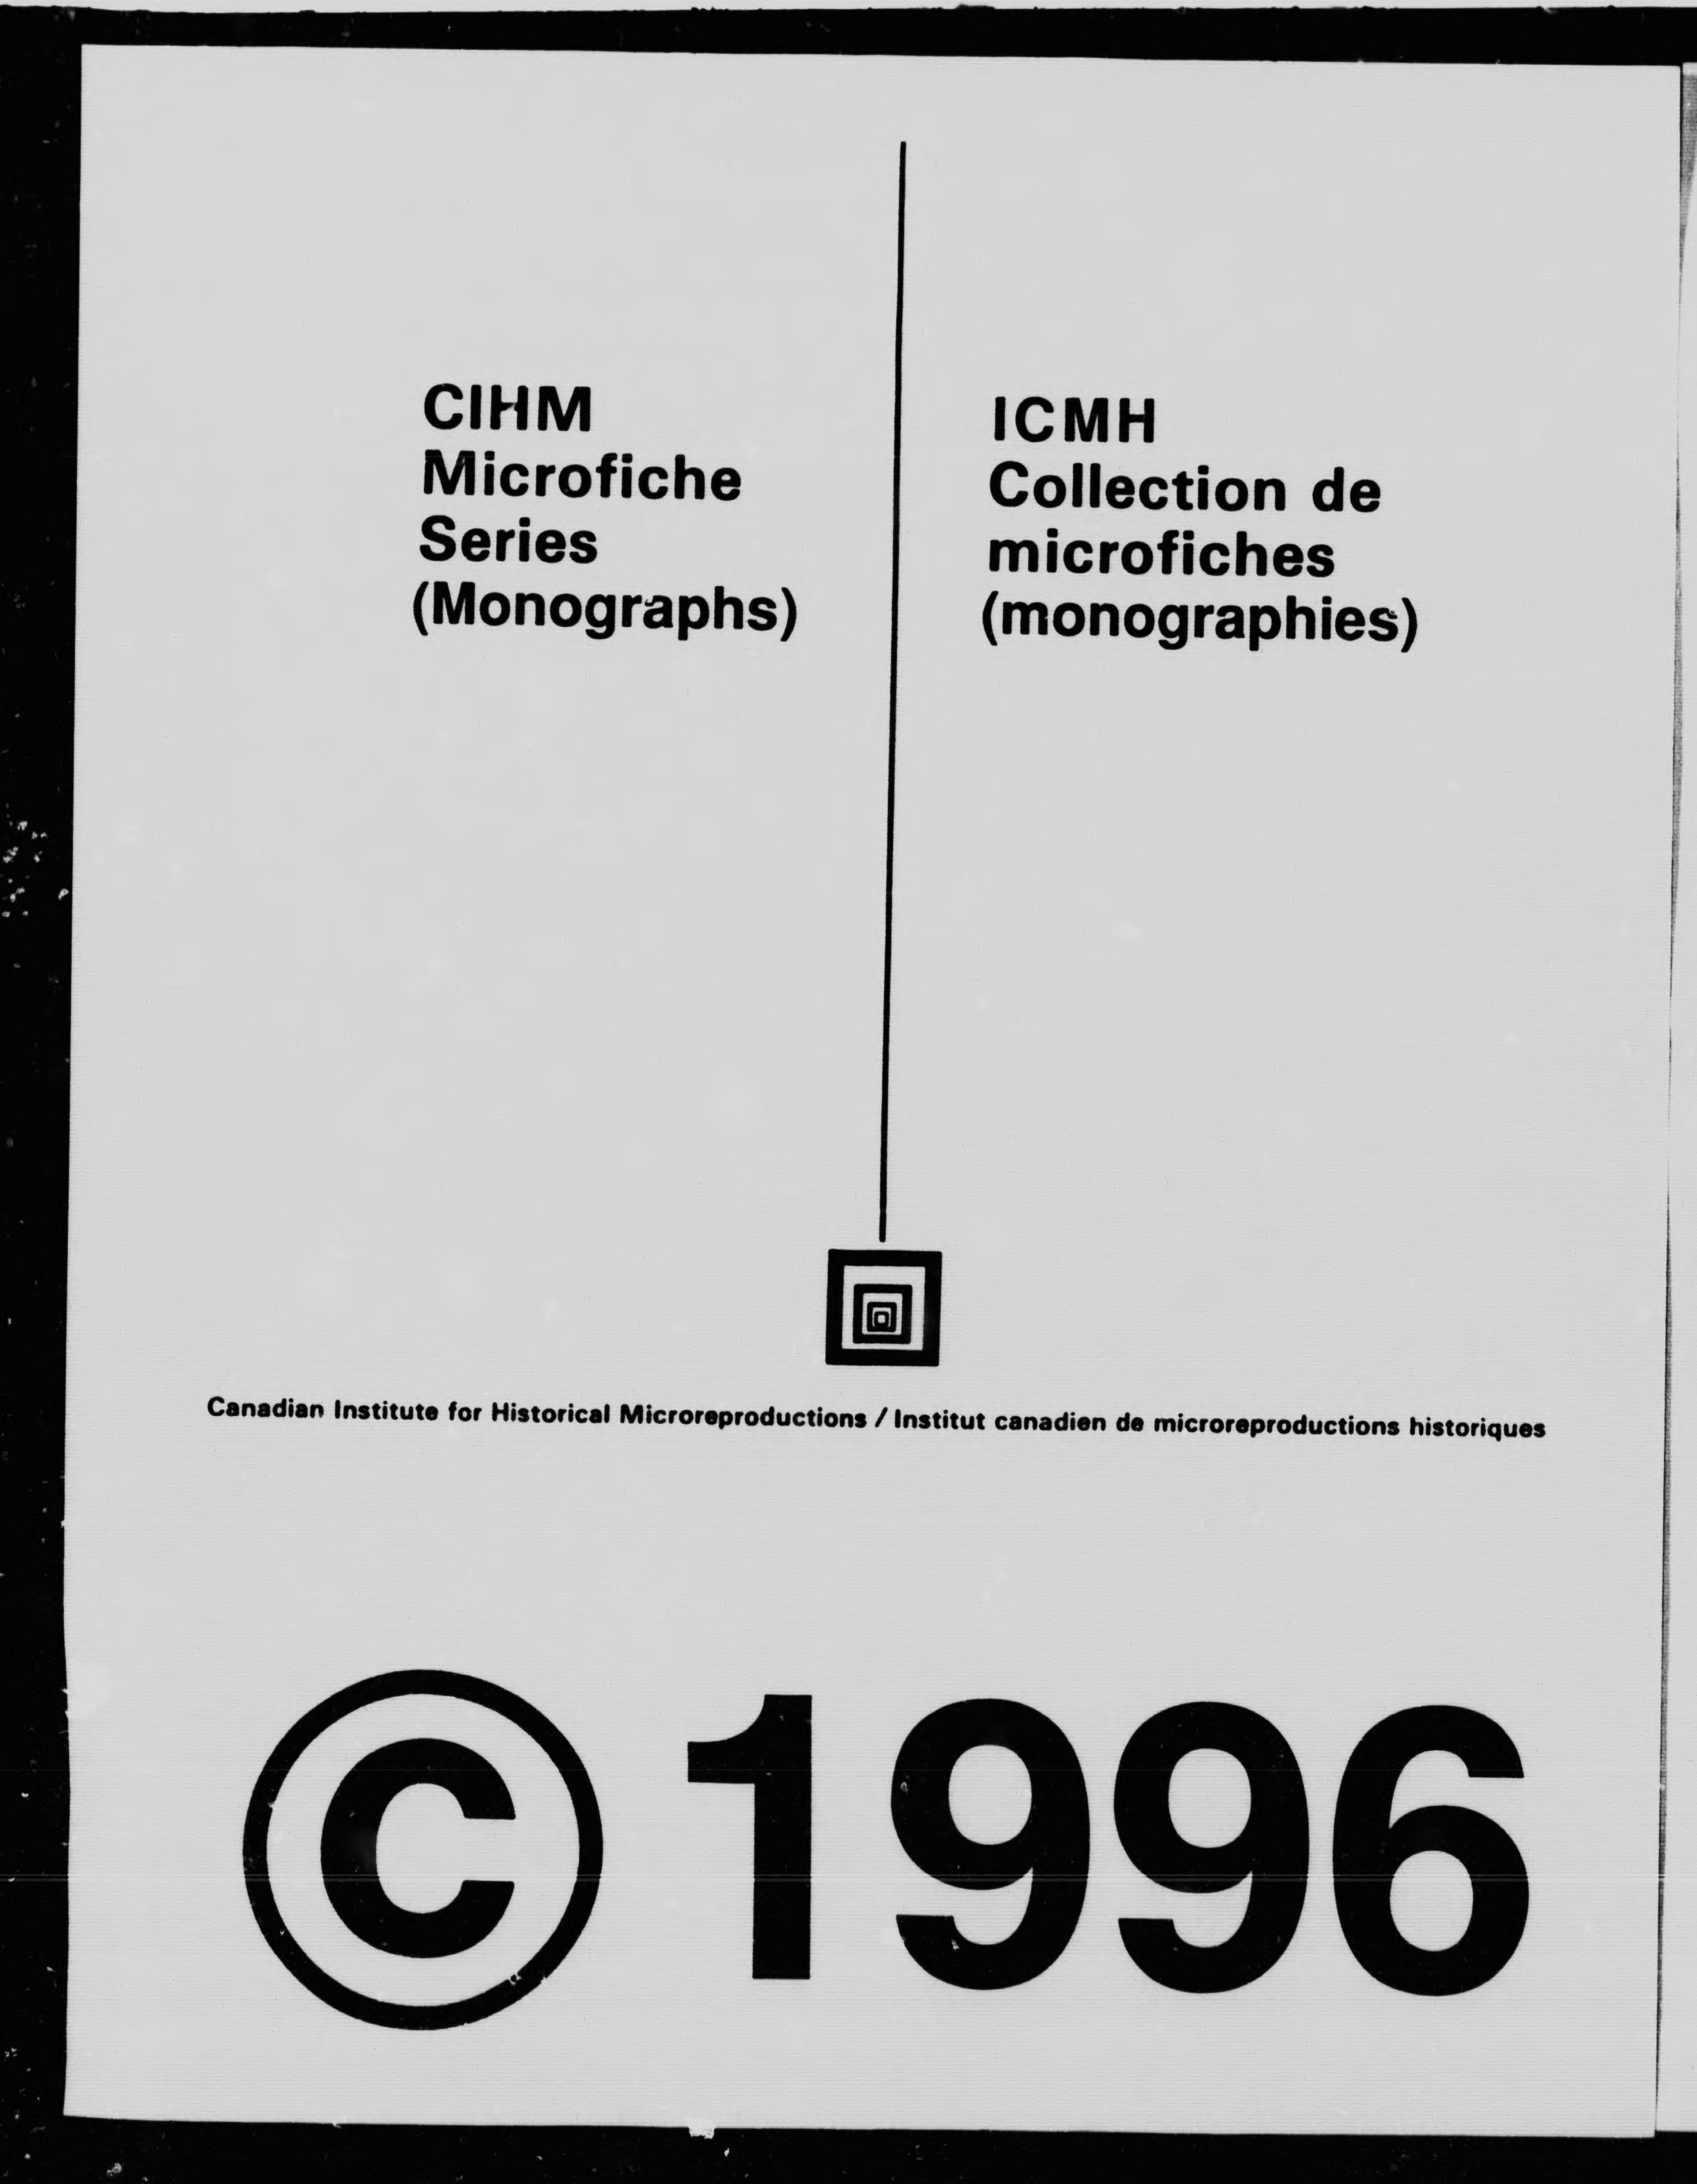 CIHM
Microfiche
Series
(Monographs)
ICMH
Collection de
microfiches
(monographies)
Canadian Institute for Historical Microreproductions / Institut canadien de microreproductions historiques
© 1996